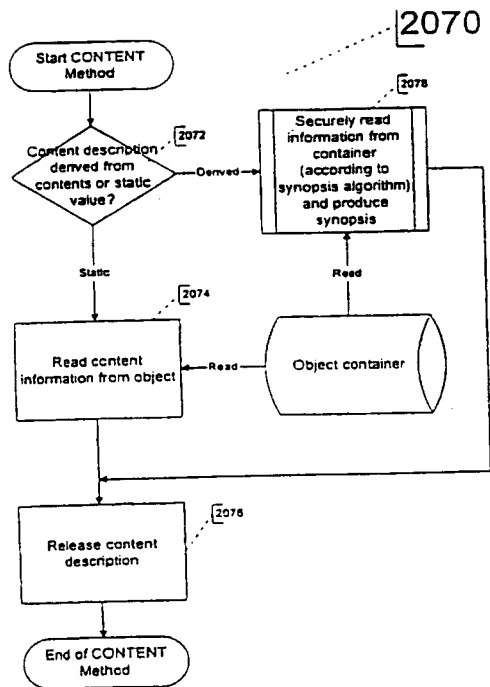 2070
Start CONTENT
Method
2072
Content description
derived from
contents or static
value?
Derived
2078
Securely read
information from
container
(according to
synopsis algorithm)
and produce
synopsis
Static
Read
2074
Read content
information from object
Read
Object container
2076
Release content
description
End of CONTENT
Method